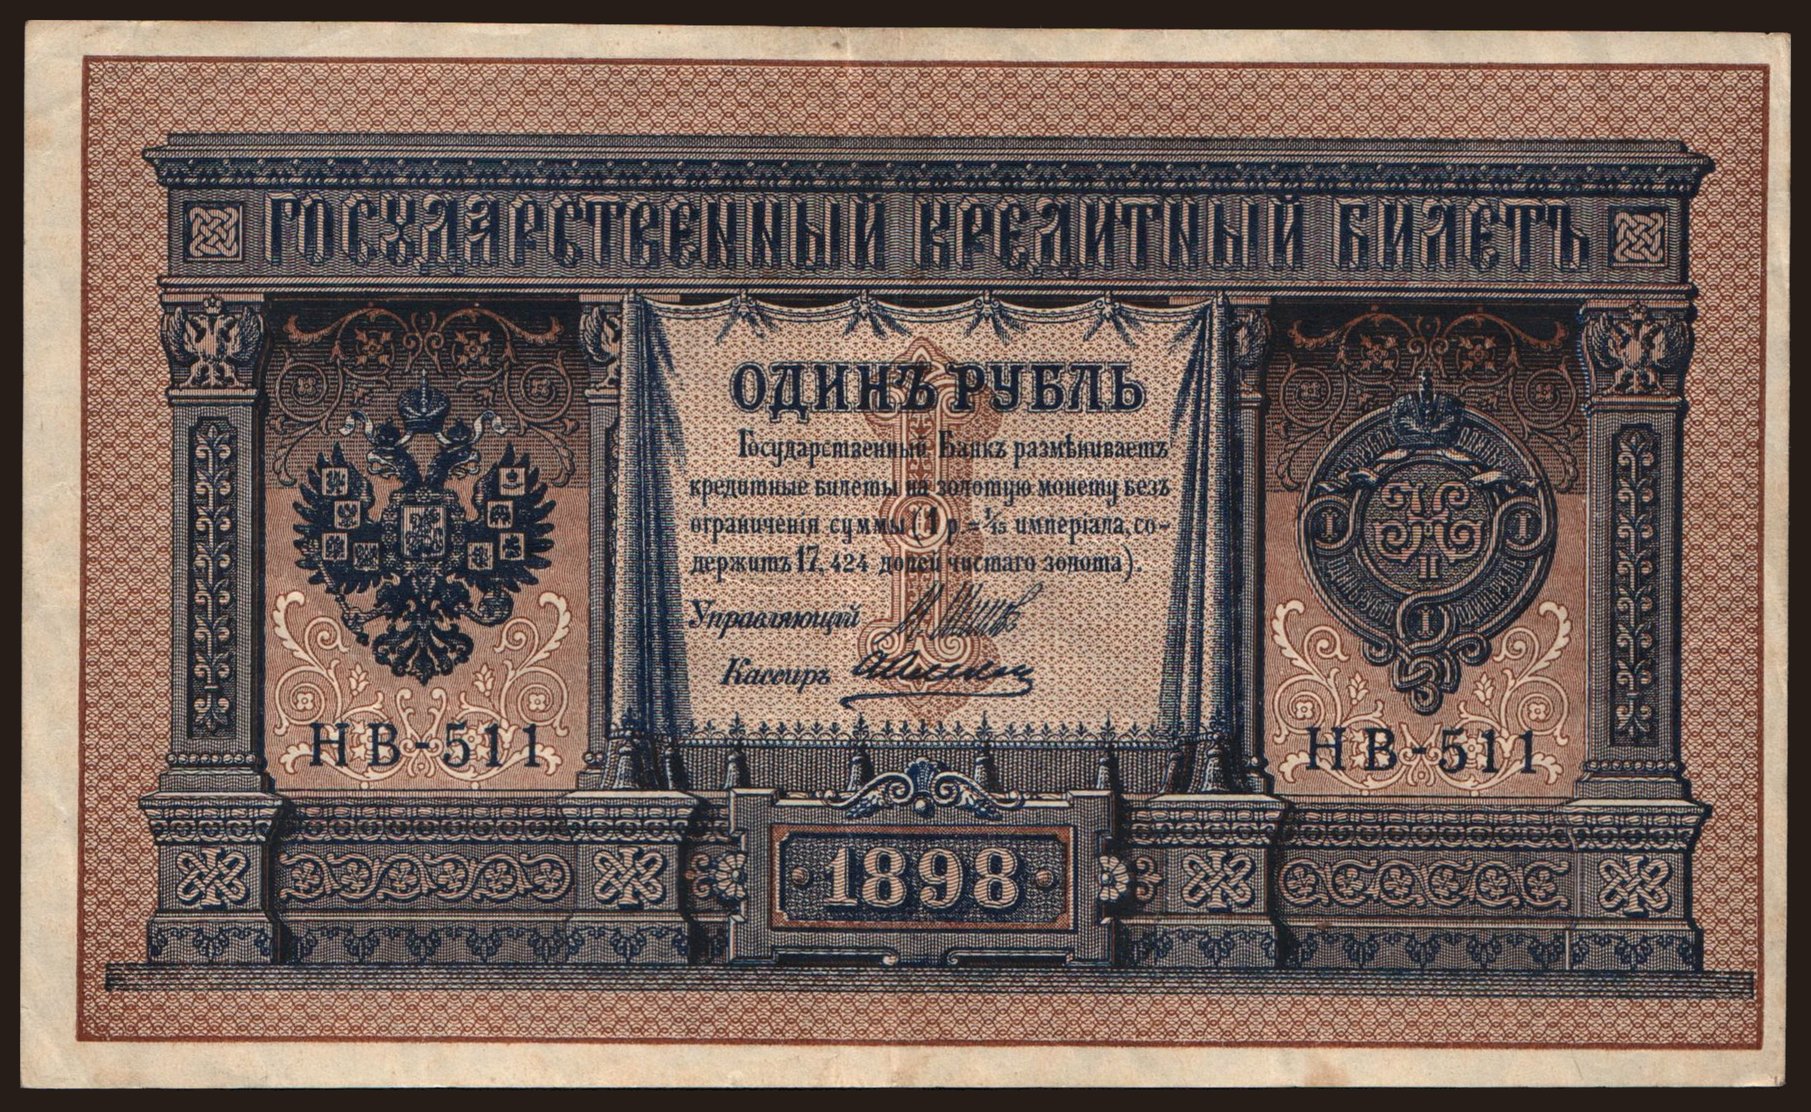 ГОСУДАРСТВЕННЫЙ КРЕДИТНЫЙ БИЛЕТЪ
ОДИНЪ РУБЛЬ
Государственный Банкъ размѣниваетъ
кредитные билеты на золотую монету безъ
ограниченія суммы (1 р = 1/15 имперіала, со-
держитъ 17,424 долей чистаго золота).
Управляющій
Кассиръ
НВ-511
НВ-511
1898